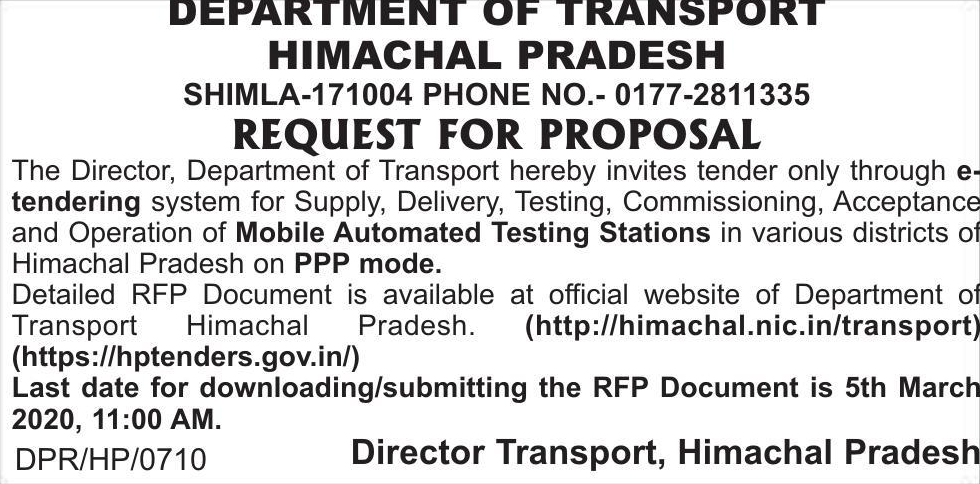 DEPARTMENT OF TRANSPORT
HIMACHAL PRADESH
SHIMLA-171004 PHONE NO.- 0177-2811335
REQUEST FOR PROPOSAL
The Director, Department of Transport hereby invites tender only through e-
tendering system for Supply, Delivery, Testing, Commissioning, Acceptance
and Operation of Mobile Automated Testing Stations in various districts of
Himachal Pradesh on PPP mode.
Detailed RFP Document is available at official website of Department of
Transport Himachal Pradesh. (http://himachal.nic.in/transport)
(https://hptenders.gov.in/)
Last date for downloading/submitting the RFP Document is 5th March
2020, 11:00 AM.
DPR/HP/0710 Director Transport, Himachal Pradesh